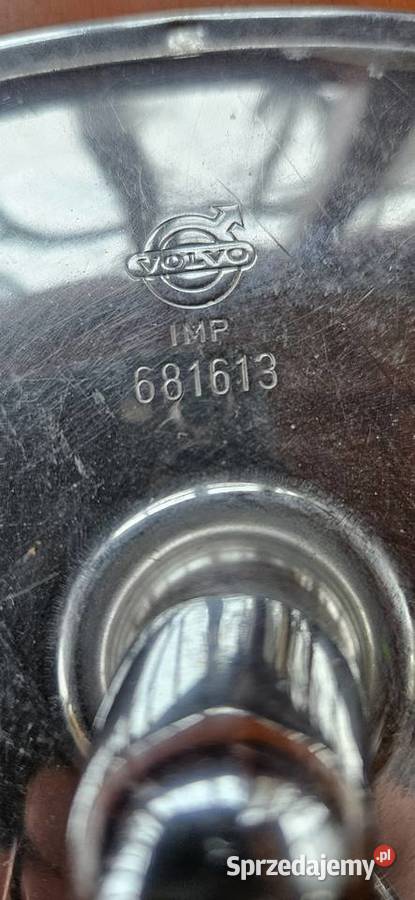 VOLVO
IMP
681613
Sprzedajemy.pl